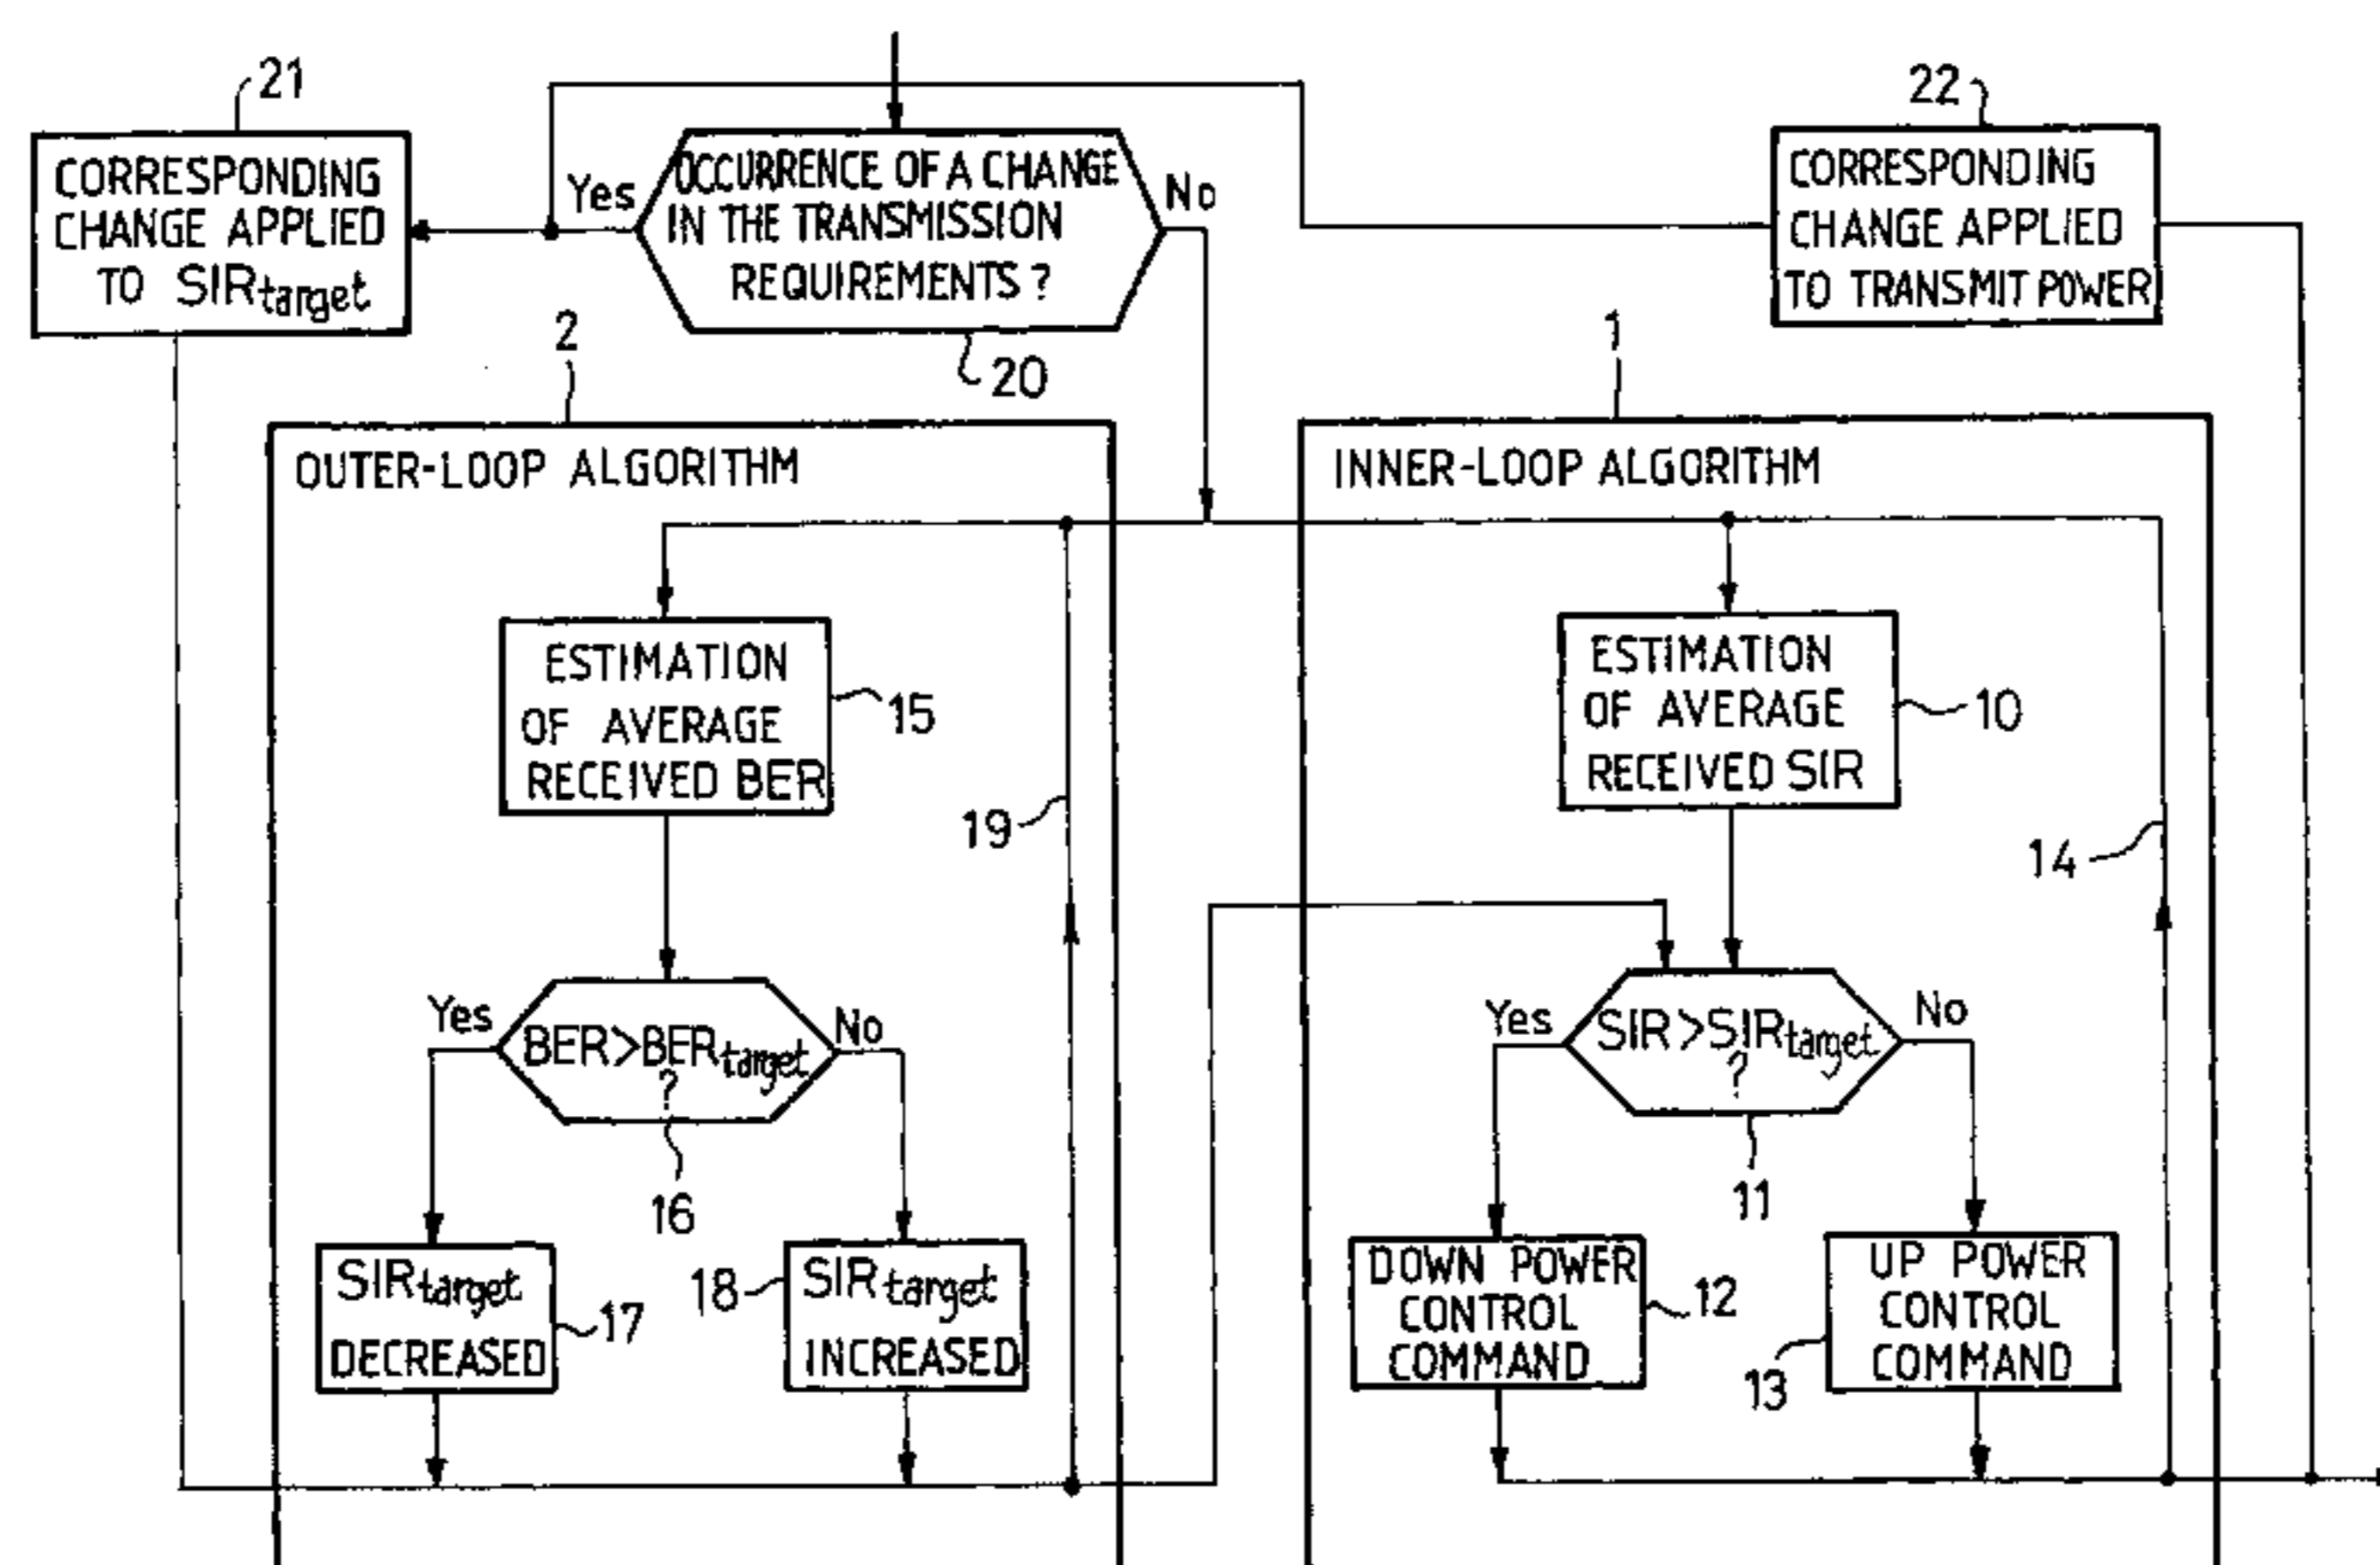 21
22
CORRESPONDING
CHANGE APPLIED
TO SIRtarget
Yes
OCCURRENCE OF A CHANGE
IN THE TRANSMISSION
REQUIREMENTS ?
No
20
CORRESPONDING
CHANGE APPLIED
TO TRANSMIT POWER
2
OUTER-LOOP ALGORITHM
ESTIMATION
OF AVERAGE
RECEIVED BER
15
19
Yes
BER>BERtarget
?
No
16
SIRtarget
DECREASED
17
18
SIRtarget
INCREASED
1
INNER-LOOP ALGORITHM
ESTIMATION
OF AVERAGE
RECEIVED SIR
10
14
Yes
SIR>SIRtarget
?
No
11
DOWN POWER
CONTROL
COMMAND
12
UP POWER
CONTROL
COMMAND
13